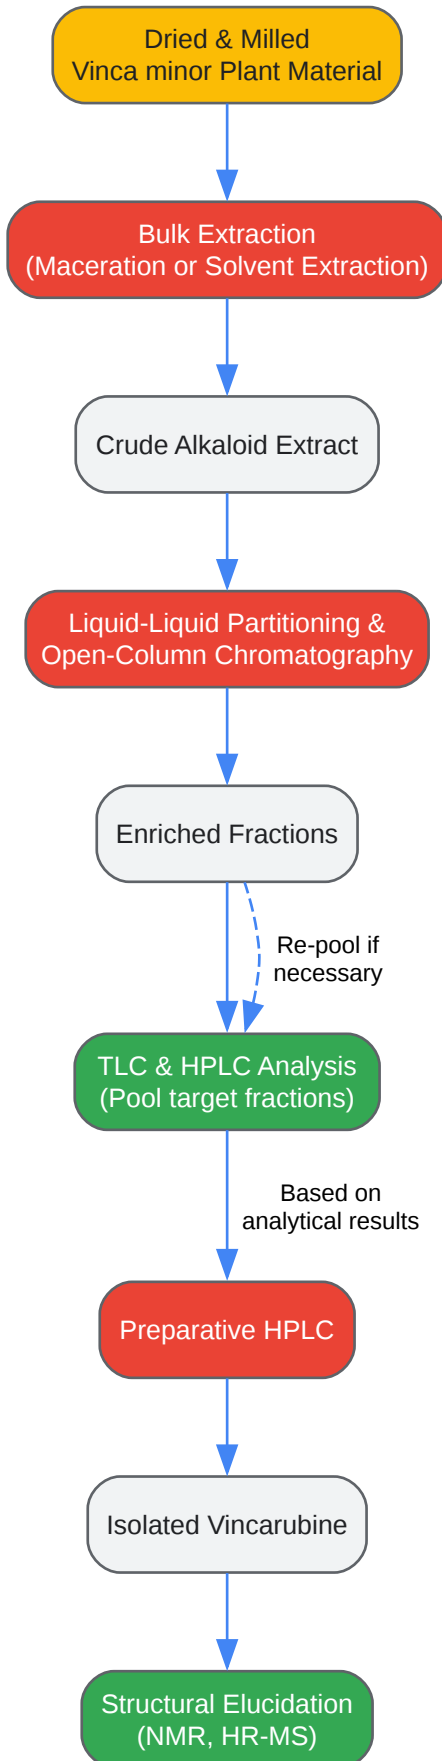 Dried & Milled
Vinca minor Plant Material
Bulk Extraction
(Maceration or Solvent Extraction)
Crude Alkaloid Extract
Liquid-Liquid Partitioning &
Open-Column Chromatography
Enriched Fractions
Re-pool if
necessary
TLC & HPLC Analysis
(Pool target fractions)
Based on
analytical results
Preparative HPLC
Isolated Vincarubine
Structural Elucidation
(NMR, HR-MS)